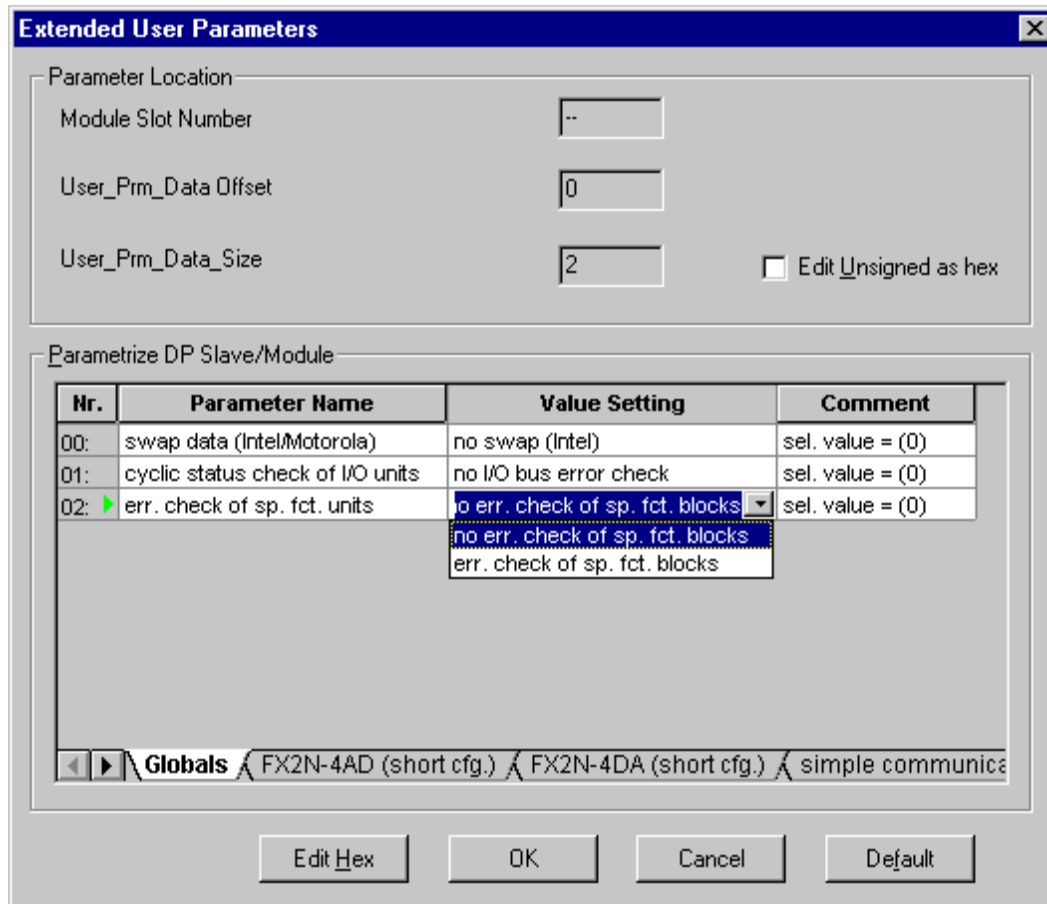 Extended User Parameters
Parameter Location
Module Slot Number --
User_Prm_Data Offset 0
User_Prm_Data_Size 2 Edit Unsigned as hex
Parametrize DP Slave/Module
Nr. Parameter Name Value Setting Comment
00: swap data (Intel/Motorola) no swap (Intel) sel. value = (0)
01: cyclic status check of I/O units no I/O bus error check sel. value = (0)
02: err. check of sp. fct. units o err. check of sp. fct. blocks sel. value = (0)
no err. check of sp. fct. blocks
err. check of sp. fct. blocks
Globals FX2N-4AD (short cfg.) FX2N-4DA (short cfg.) simple communica
Edit Hex OK Cancel Default